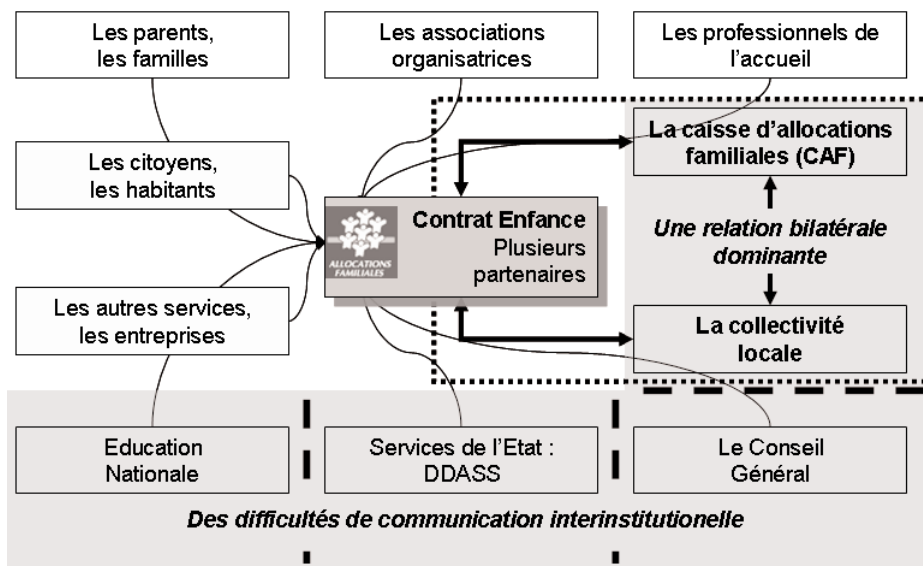 Les parents,
les familles
Les associations
organisatrices
Les professionnels de
l'accueil
Les citoyens,
les habitants
La caisse d'allocations
familiales (CAF)
ALLOCATIONS
FAMILIALES
Contrat Enfance
Plusieurs
partenaires
Une relation bilatérale
dominante
Les autres services,
les entreprises
La collectivité
locale
Education
Nationale
Services de l'Etat :
DDASS
Le Conseil
Général
Des difficultés de communication interinstitutionelle